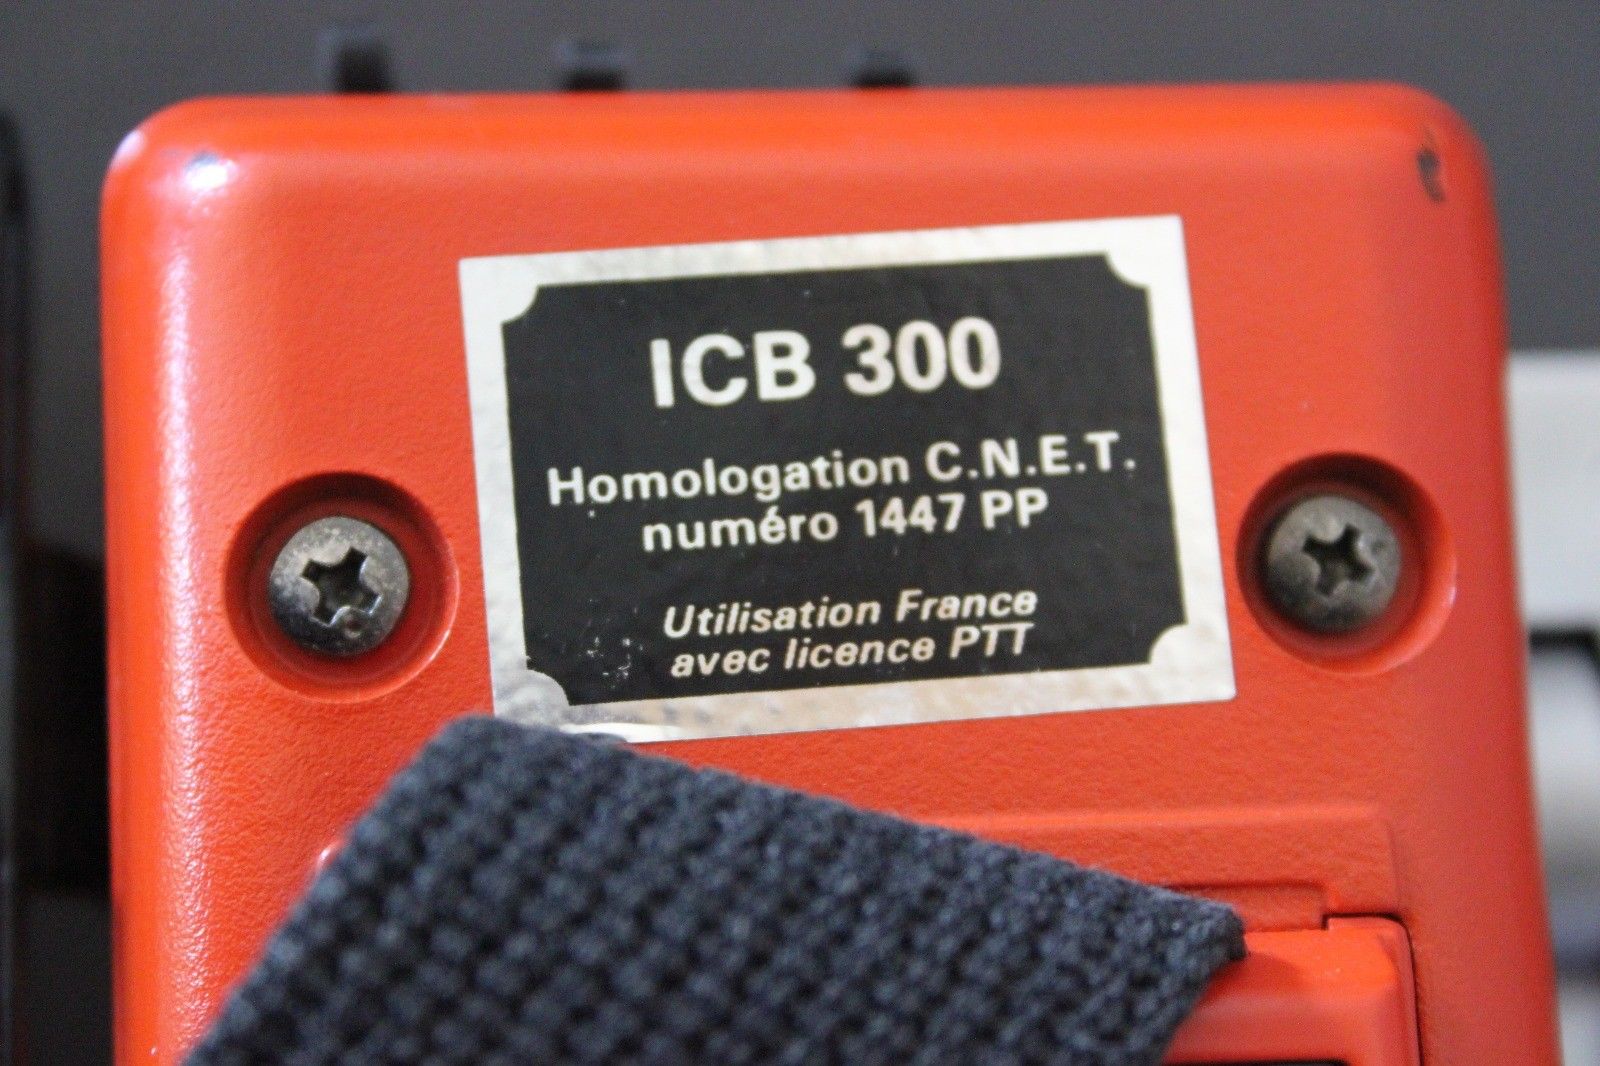 ICB 300
Homologation C.N.E.T.
numéro 1447 PP
Utilisation France
avec licence PTT